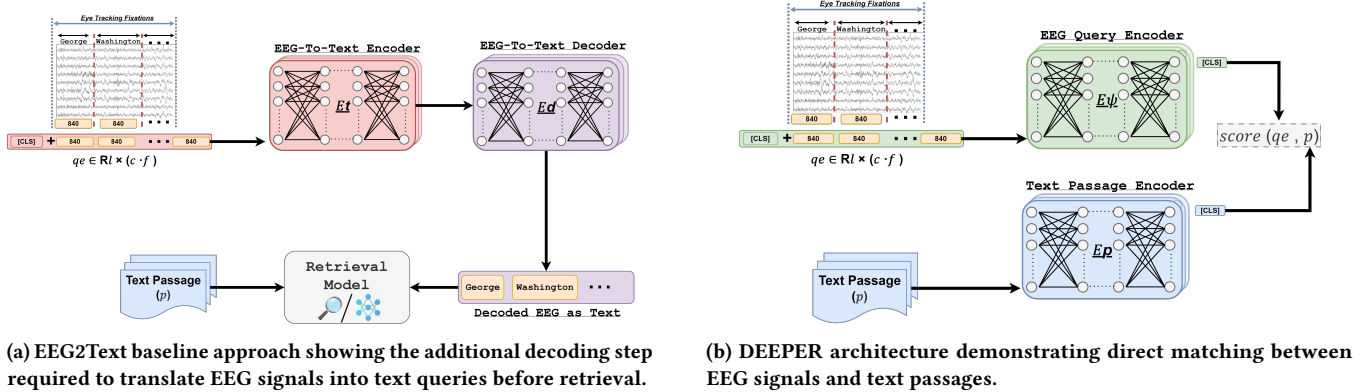 Eye Tracking Fixations
George Washington
840 840
[CLS] + 840 840 840
qe ∈ Rl × (c · f )
EEG-To-Text Encoder
Et
EEG-To-Text Decoder
Ed
Text Passage
(p)
Retrieval
Model
/
George Washington
Decoded EEG as Text
(a) EEG2Text baseline approach showing the additional decoding step
required to translate EEG signals into text queries before retrieval.
Eye Tracking Fixations
George Washington
840 840
[CLS] + 840 840 840
qe ∈ Rl × (c · f )
EEG Query Encoder
Eψ
[CLS]
score (qe , p)
Text Passage Encoder
Ep
[CLS]
Text Passage
(p)
(b) DEEPER architecture demonstrating direct matching between
EEG signals and text passages.